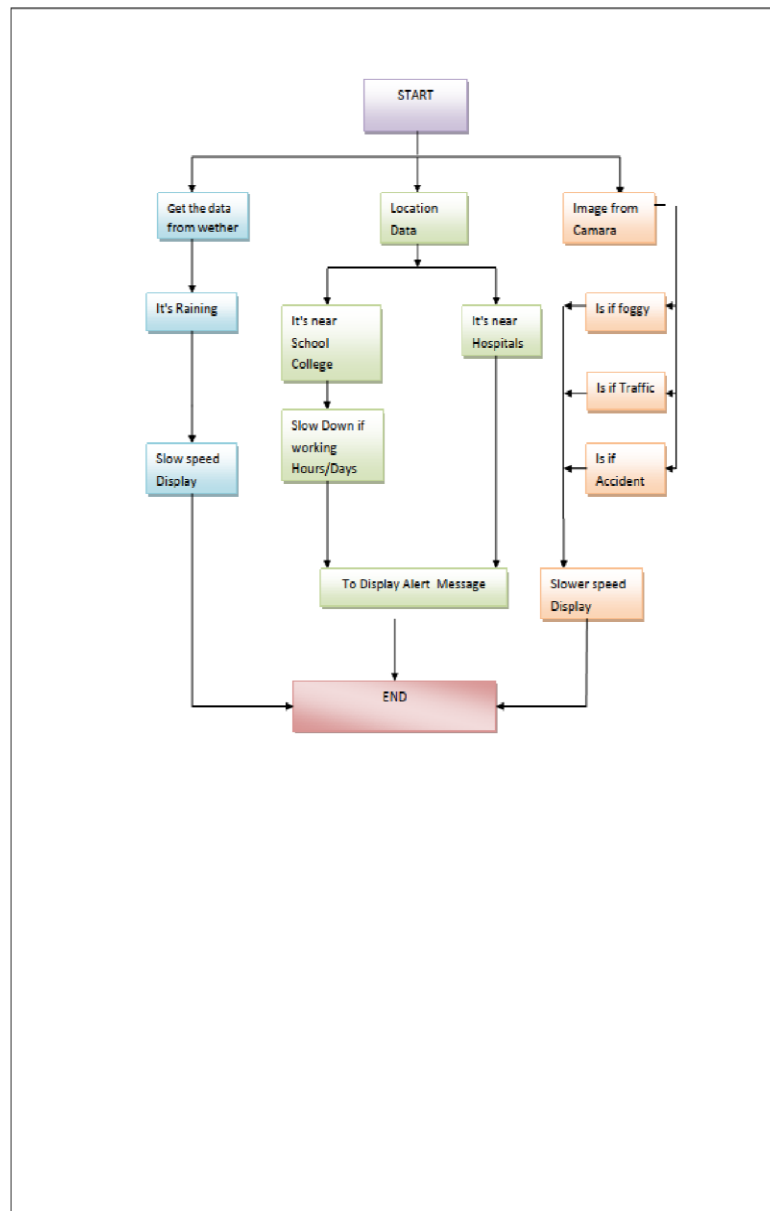 START
Get the data
from wether
Location
Data
Image from
Camara
It's Raining
It's near
School
College
It's near
Hospitals
Is if foggy
Is if Traffic
Slow Down if
working
Hours/Days
Slow speed
Display
Is if
Accident
To Display Alert Message
Slower speed
Display
END